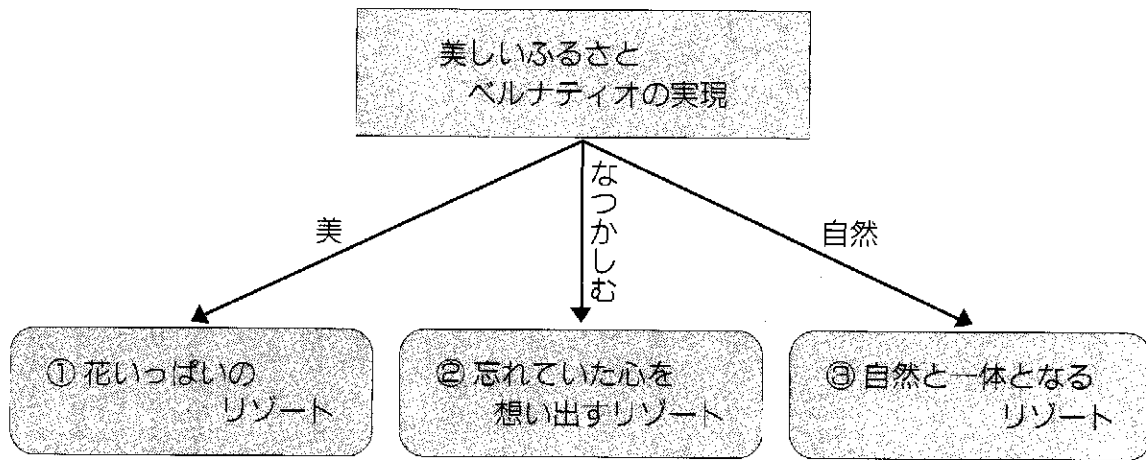 美しいふるさと
ベルナティオの実現
美
なつかしむ
自然
① 花いっぱいの
リゾート
② 忘れていた心を
想い出すリゾート
③ 自然と一体となる
リゾート